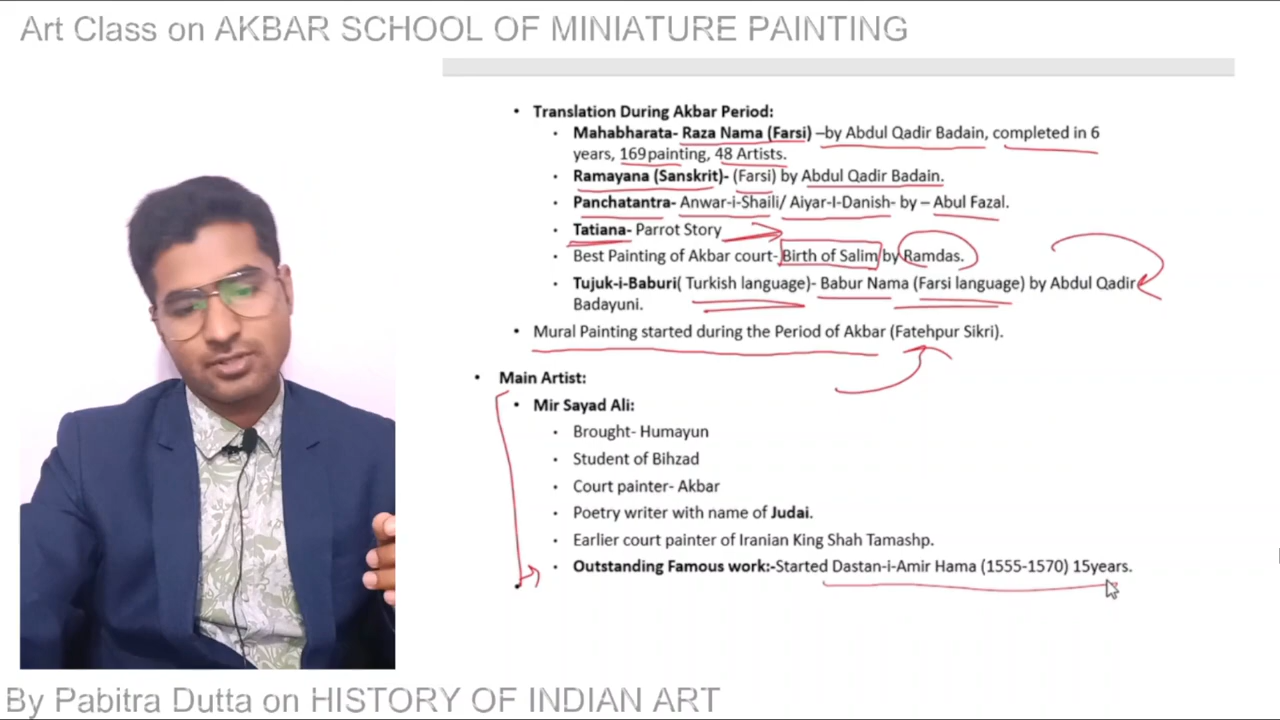 Art Class on AKBAR SCHOOL OF MINIATURE PAINTING
• Translation During Akbar Period:
• Mahabharata- Raza Nama (Farsi) –by Abdul Qadir Badain, completed in 6
years, 169painting, 48 Artists.
• Ramayana (Sanskrit)- (Farsi) by Abdul Qadir Badain.
• Panchatantra- Anwar-i-Shaili/ Aiyar-I-Danish- by – Abul Fazal.
• Tatiana- Parrot Story
• Best Painting of Akbar court- Birth of Salim by Ramdas.
• Tujuk-i-Baburi( Turkish language)- Babur Nama (Farsi language) by Abdul Qadir
Badayuni.
• Mural Painting started during the Period of Akbar (Fatehpur Sikri).
• Main Artist:
• Mir Sayad Ali:
• Brought- Humayun
• Student of Bihzad
• Court painter- Akbar
• Poetry writer with name of Judai.
• Earlier court painter of Iranian King Shah Tamashp.
• Outstanding Famous work:-Started Dastan-i-Amir Hama (1555-1570) 15years.
By Pabitra Dutta on HISTORY OF INDIAN ART